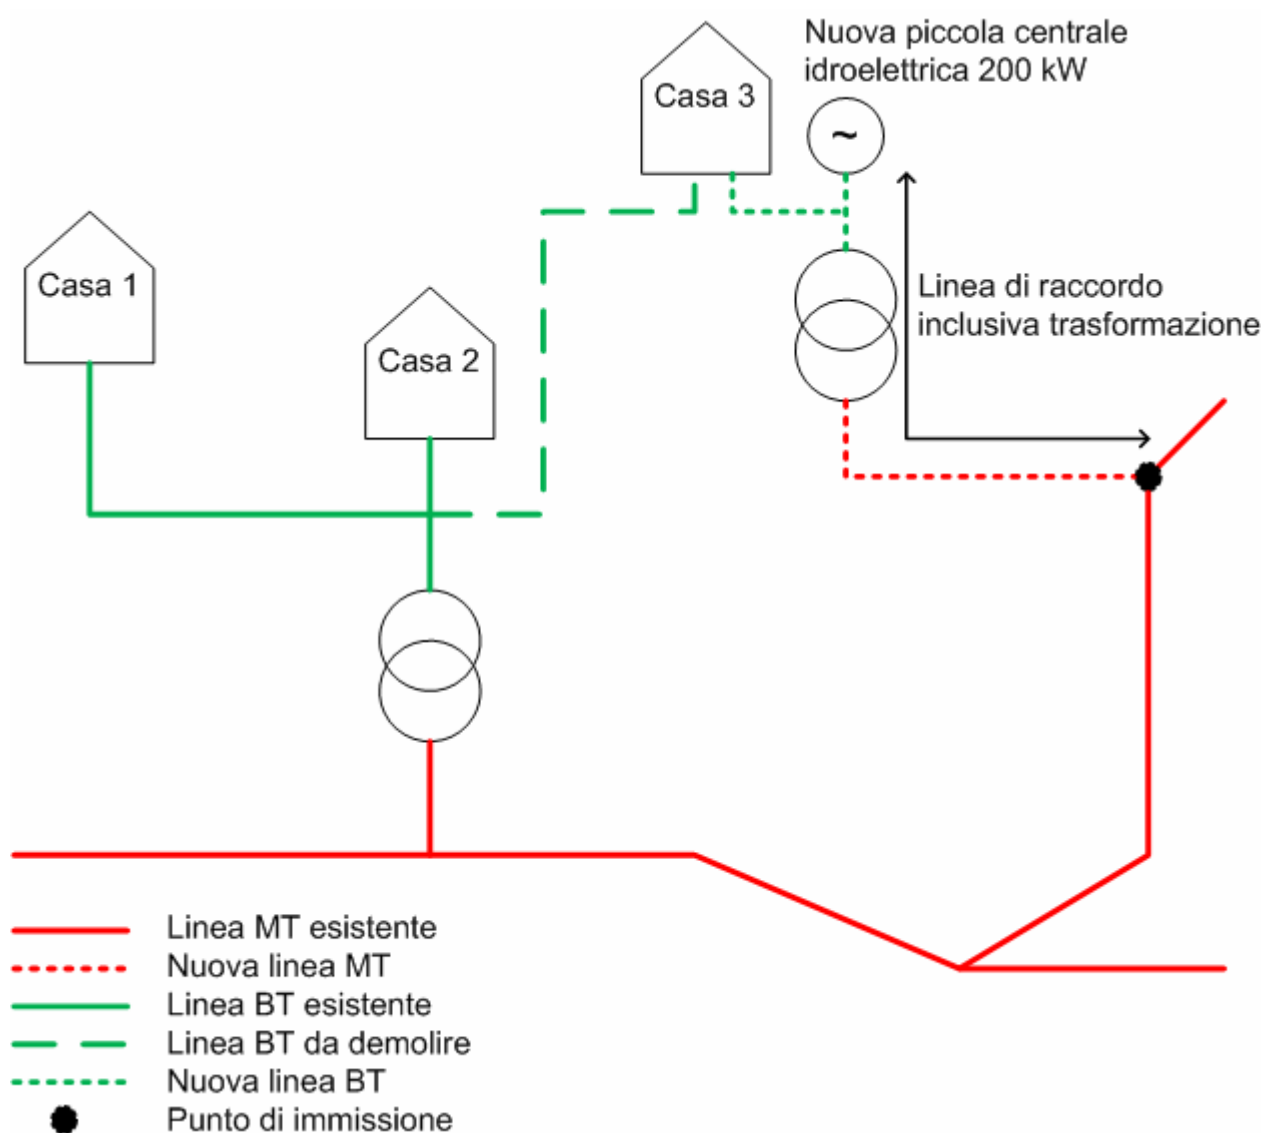 Nuova piccola centrale
idroelettrica 200 kW
Casa 3
~
Casa 1
Linea di raccordo
inclusiva trasformazione
Casa 2
Linea MT esistente
Nuova linea MT
Linea BT esistente
Linea BT da demolire
Nuova linea BT
Punto di immissione